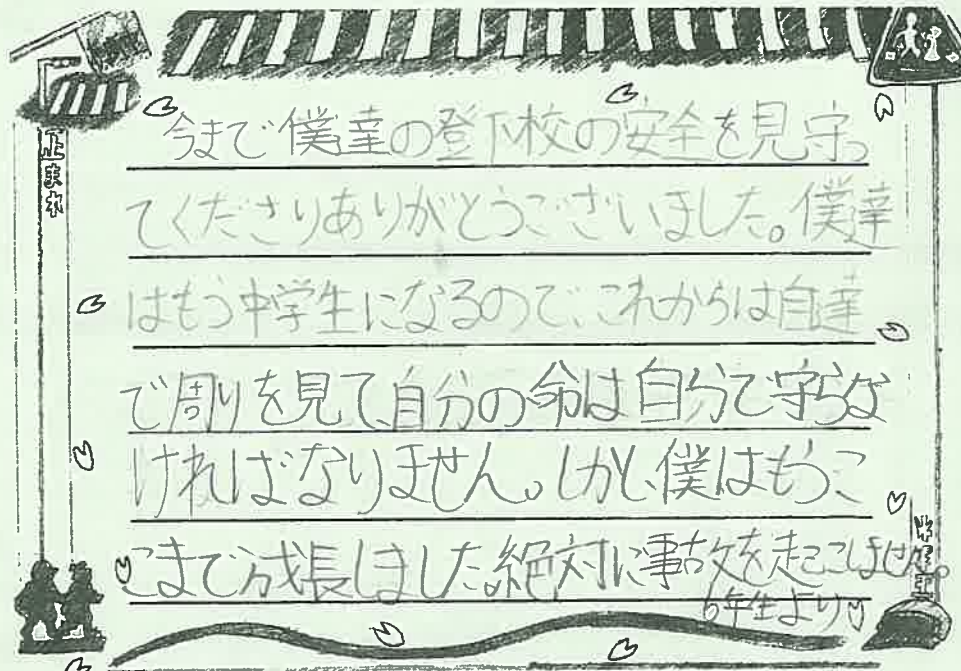 止まれ
今まで僕達の登下校の安全を見守っ
てくださりありがとうございました。僕達
はもう中学生になるので、これからは自達
で周りを見て、自分の命は自分で守らな
ければなりません。しかし、僕はもうこ
こまで成長しました。絶対に事故を起こしません。
6年生より